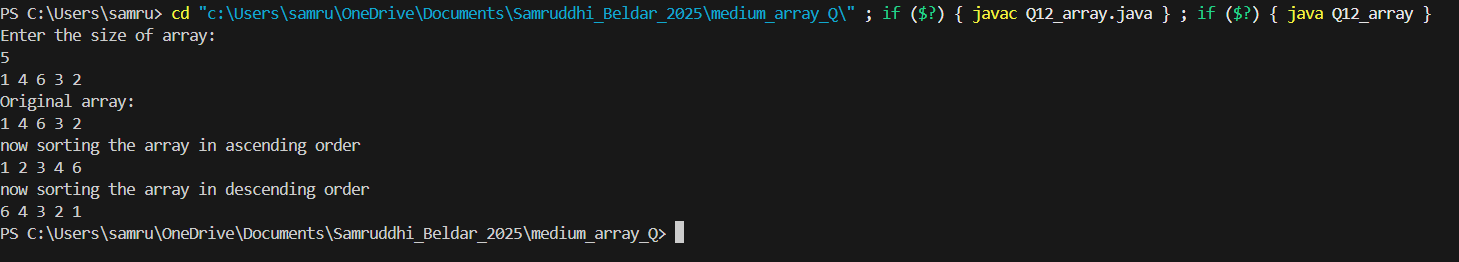 PS C:\Users\samru> cd "c:\Users\samru\OneDrive\Documents\Samruddhi_Beldar_2025\medium_array_Q\" ; if ($?) { javac Q12_array.java } ; if ($?) { java Q12_array }
Enter the size of array:
5
1 4 6 3 2
Original array:
1 4 6 3 2
now sorting the array in ascending order
1 2 3 4 6
now sorting the array in descending order
6 4 3 2 1
PS C:\Users\samru\OneDrive\Documents\Samruddhi_Beldar_2025\medium_array_Q>